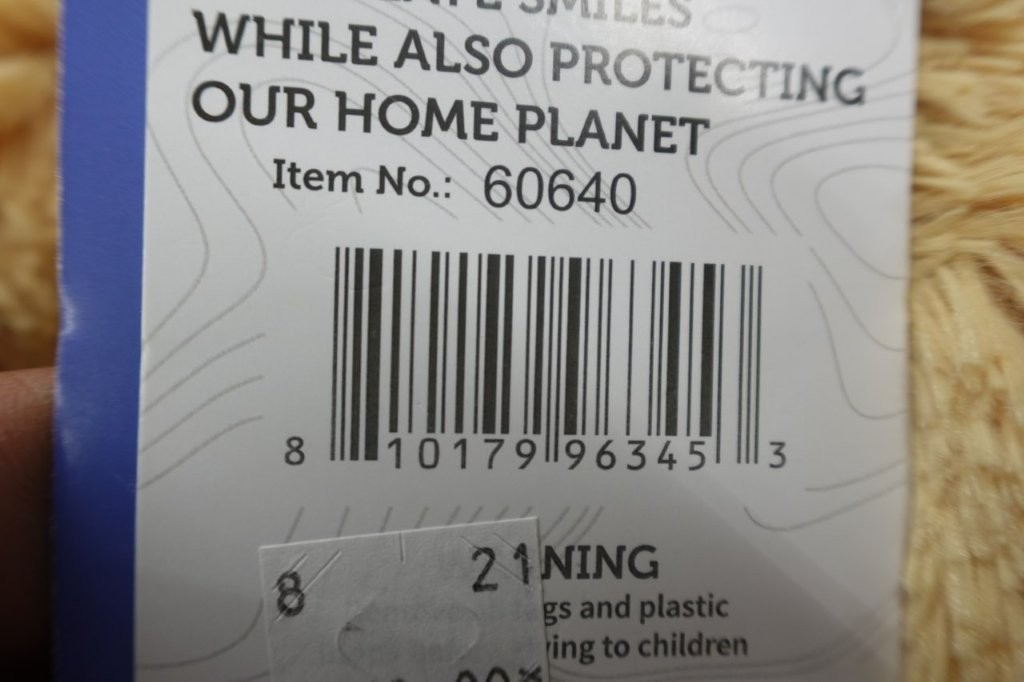 SMILES
WHILE ALSO PROTECTING
OUR HOME PLANET
Item No.: 60640
8 10179 96345 3
8 21
NING
gs and plastic
ing to children